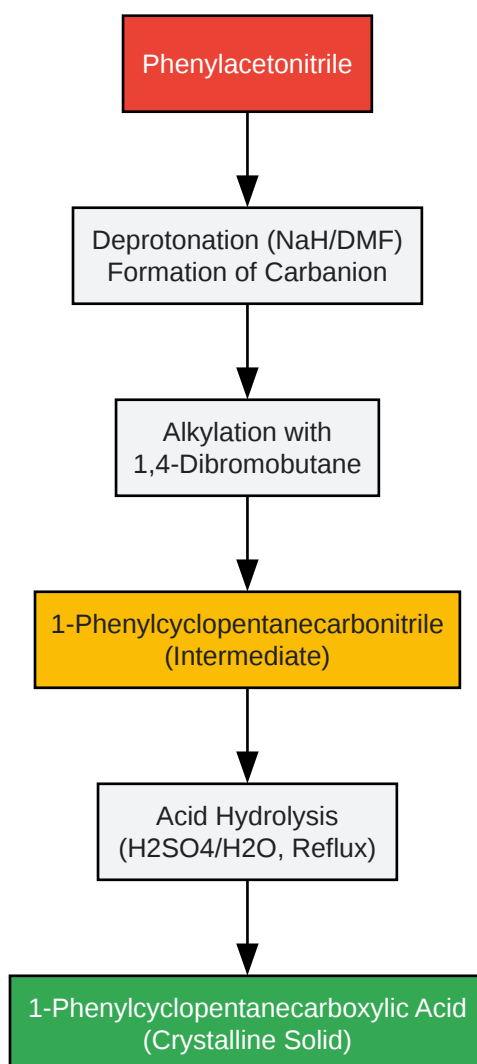 Phenylacetonitrile
Deprotonation (NaH/DMF)
Formation of Carbanion
Alkylation with
1,4-Dibromobutane
1-Phenylcyclopentanecarbonitrile
(Intermediate)
Acid Hydrolysis
(H2SO4/H2O, Reflux)
1-Phenylcyclopentanecarboxylic Acid
(Crystalline Solid)